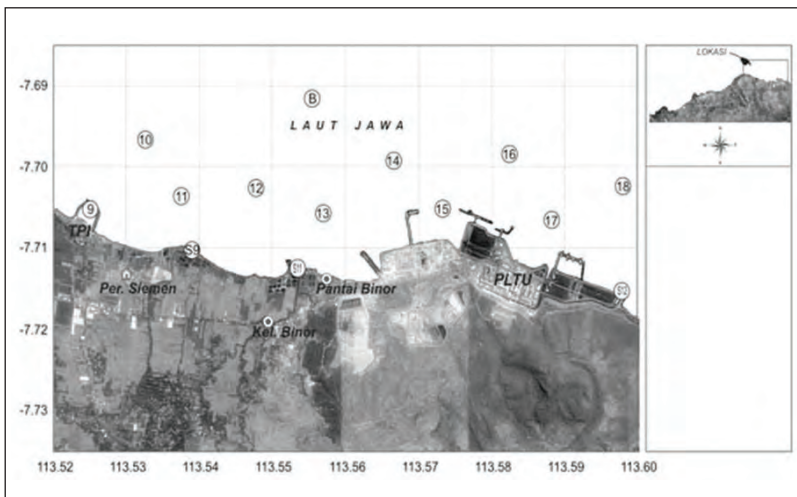 LOKASI
-7.69
B
LAUT JAWA
10
14
16
-7.70
11
12
13
15
17
18
9
TPI
S9
-7.71
S11
Per. Siemen
Pantai Binor
PLTU
S12
-7.72
Kel. Binor
-7.73
113.52 113.53 113.54 113.55 113.56 113.57 113.58 113.59 113.60